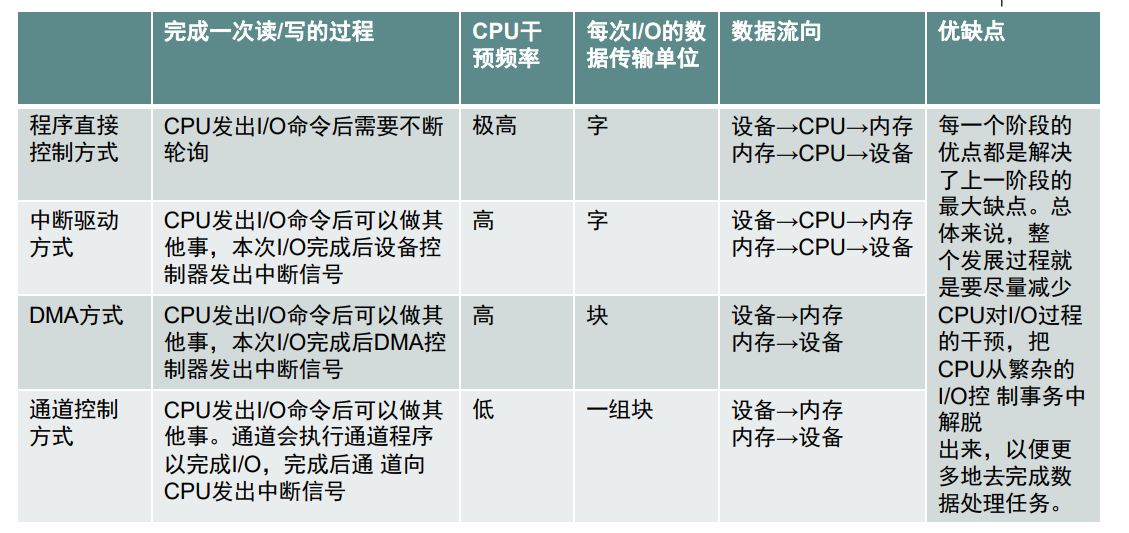 完成一次读/写的过程
CPU干
预频率
每次I/O的数
据传输单位
数据流向
优缺点
程序直接
控制方式
CPU发出I/O命令后需要不断
轮询
极高
字
设备→CPU→内存
内存→CPU→设备
中断驱动
方式
CPU发出I/O命令后可以做其
他事，本次I/O完成后设备控
制器发出中断信号
高
字
设备→CPU→内存
内存→CPU→设备
DMA方式
CPU发出I/O命令后可以做其
他事，本次I/O完成后DMA控
制器发出中断信号
高
块
设备→内存
内存→设备
通道控制
方式
CPU发出I/O命令后可以做其
他事。通道会执行通道程序
以完成I/O，完成后通 道向
CPU发出中断信号
低
一组块
设备→内存
内存→设备
每一个阶段的
优点都是解决
了上一阶段的
最大缺点。总
体来说，整
个发展过程就
是要尽量减少
CPU对I/O过程
的干预，把
CPU从繁杂的
I/O控 制事务中
解脱
出来，以便更
多地去完成数
据处理任务。